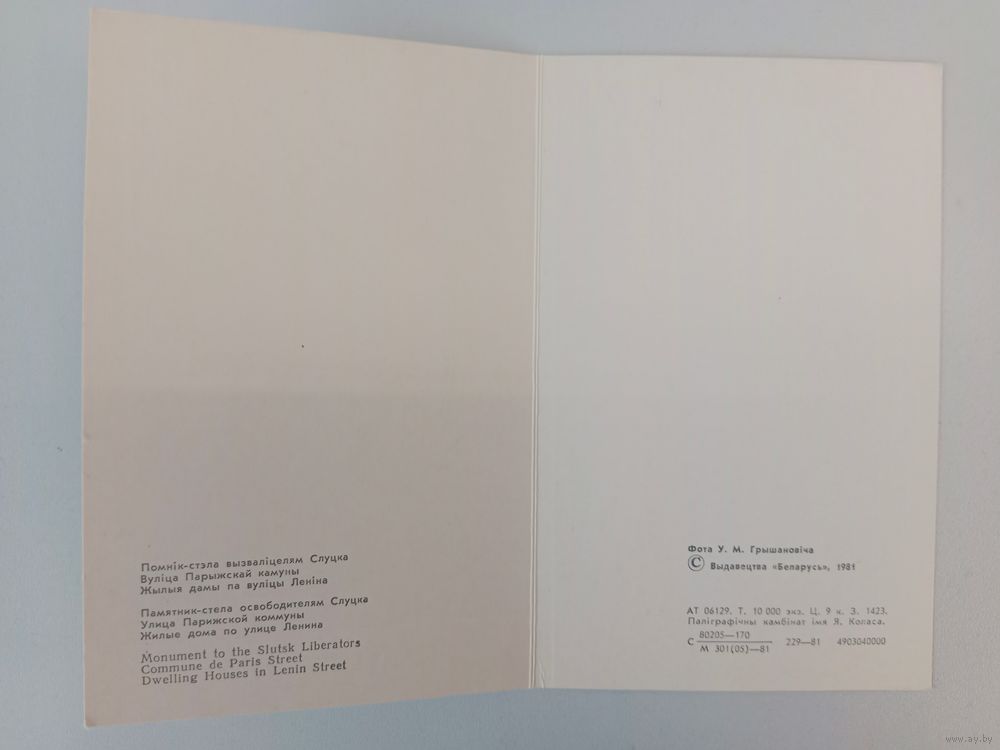 Помнік-стэла вызваліцелям Слуцка
Вуліца Парыжскай камуны
Жылыя дамы па вуліцы Леніна
Памятник-стела освободителям Слуцка
Улица Парижской коммуны
Жилые дома по улице Ленина
Monument to the Slutsk Liberators
Commune de Paris Street
Dwelling Houses in Lenin Street
Фота У. М. Грышановіча
© Выдавецтва «Беларусь», 1981
АТ 06129. Т. 10 000 экз. Ц. 9 к. З. 1423.
Паліграфічны камбінат імя Я. Коласа.
С 80205—170
М 301(05)—81 229—81 4903040000
www.ay.by